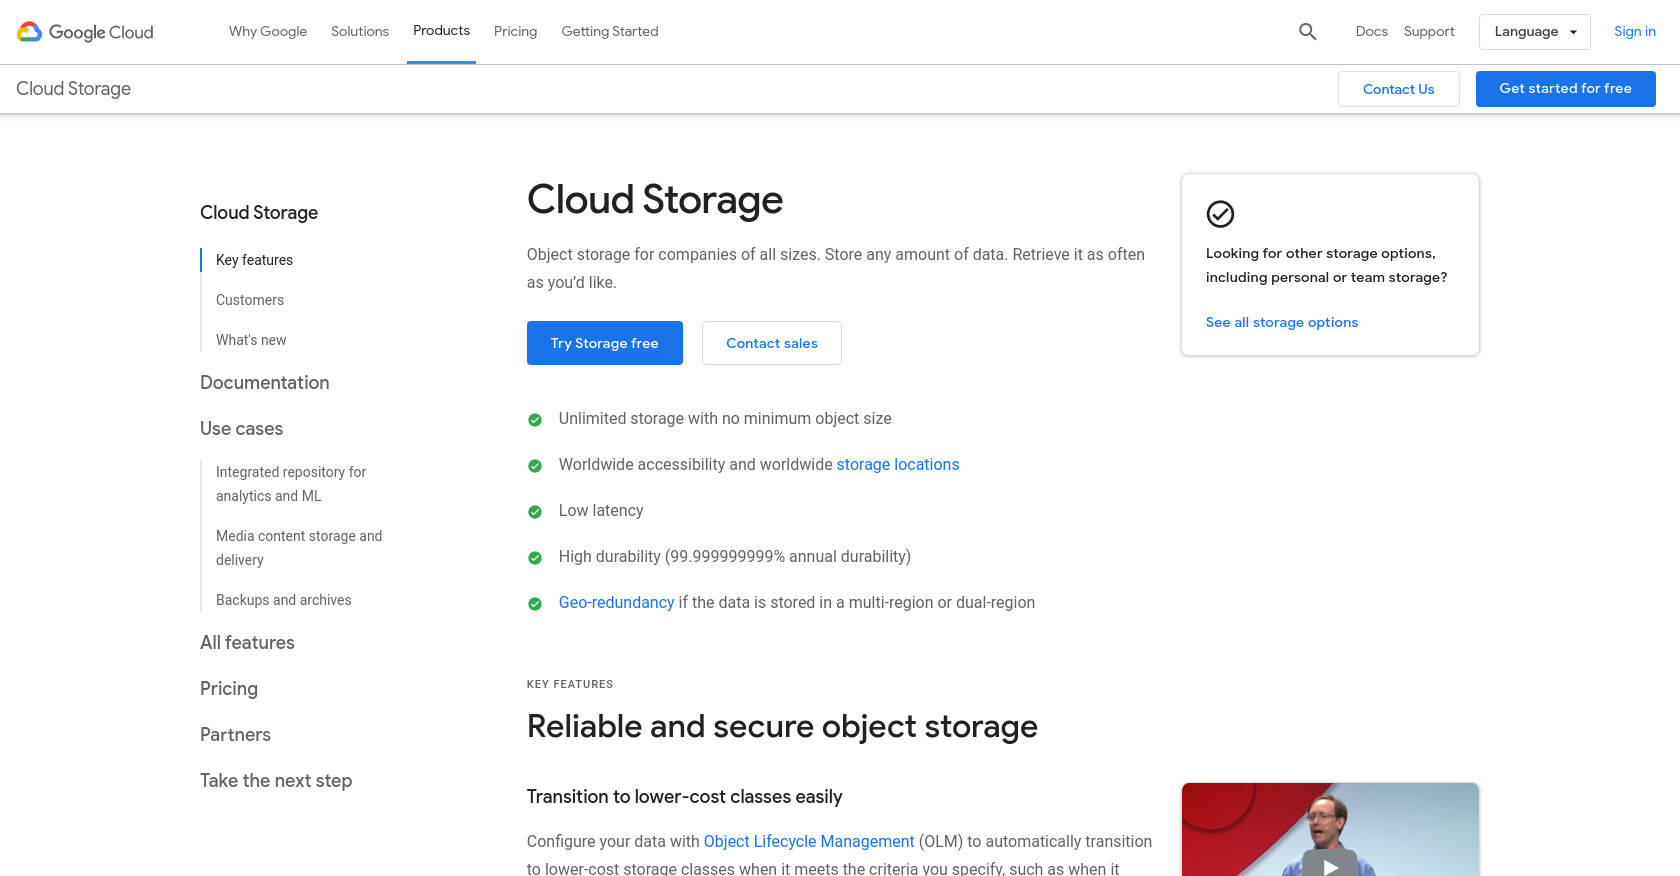 Google Cloud
Why Google
Solutions
Products
Pricing
Getting Started
Docs
Support
Language
Sign in
Cloud Storage
Contact Us
Get started for free
Cloud Storage
Key features
Customers
What's new
Documentation
Use cases
Integrated repository for
analytics and ML
Media content storage and
delivery
Backups and archives
All features
Pricing
Partners
Take the next step
Cloud Storage
Object storage for companies of all sizes. Store any amount of data. Retrieve it as often
as you’d like.
Try Storage free
Contact sales
Unlimited storage with no minimum object size
Worldwide accessibility and worldwide storage locations
Low latency
High durability (99.999999999% annual durability)
Geo-redundancy if the data is stored in a multi-region or dual-region
Looking for other storage options,
including personal or team storage?
See all storage options
KEY FEATURES
Reliable and secure object storage
Transition to lower-cost classes easily
Configure your data with Object Lifecycle Management (OLM) to automatically transition
to lower-cost storage classes when it meets the criteria you specify, such as when it